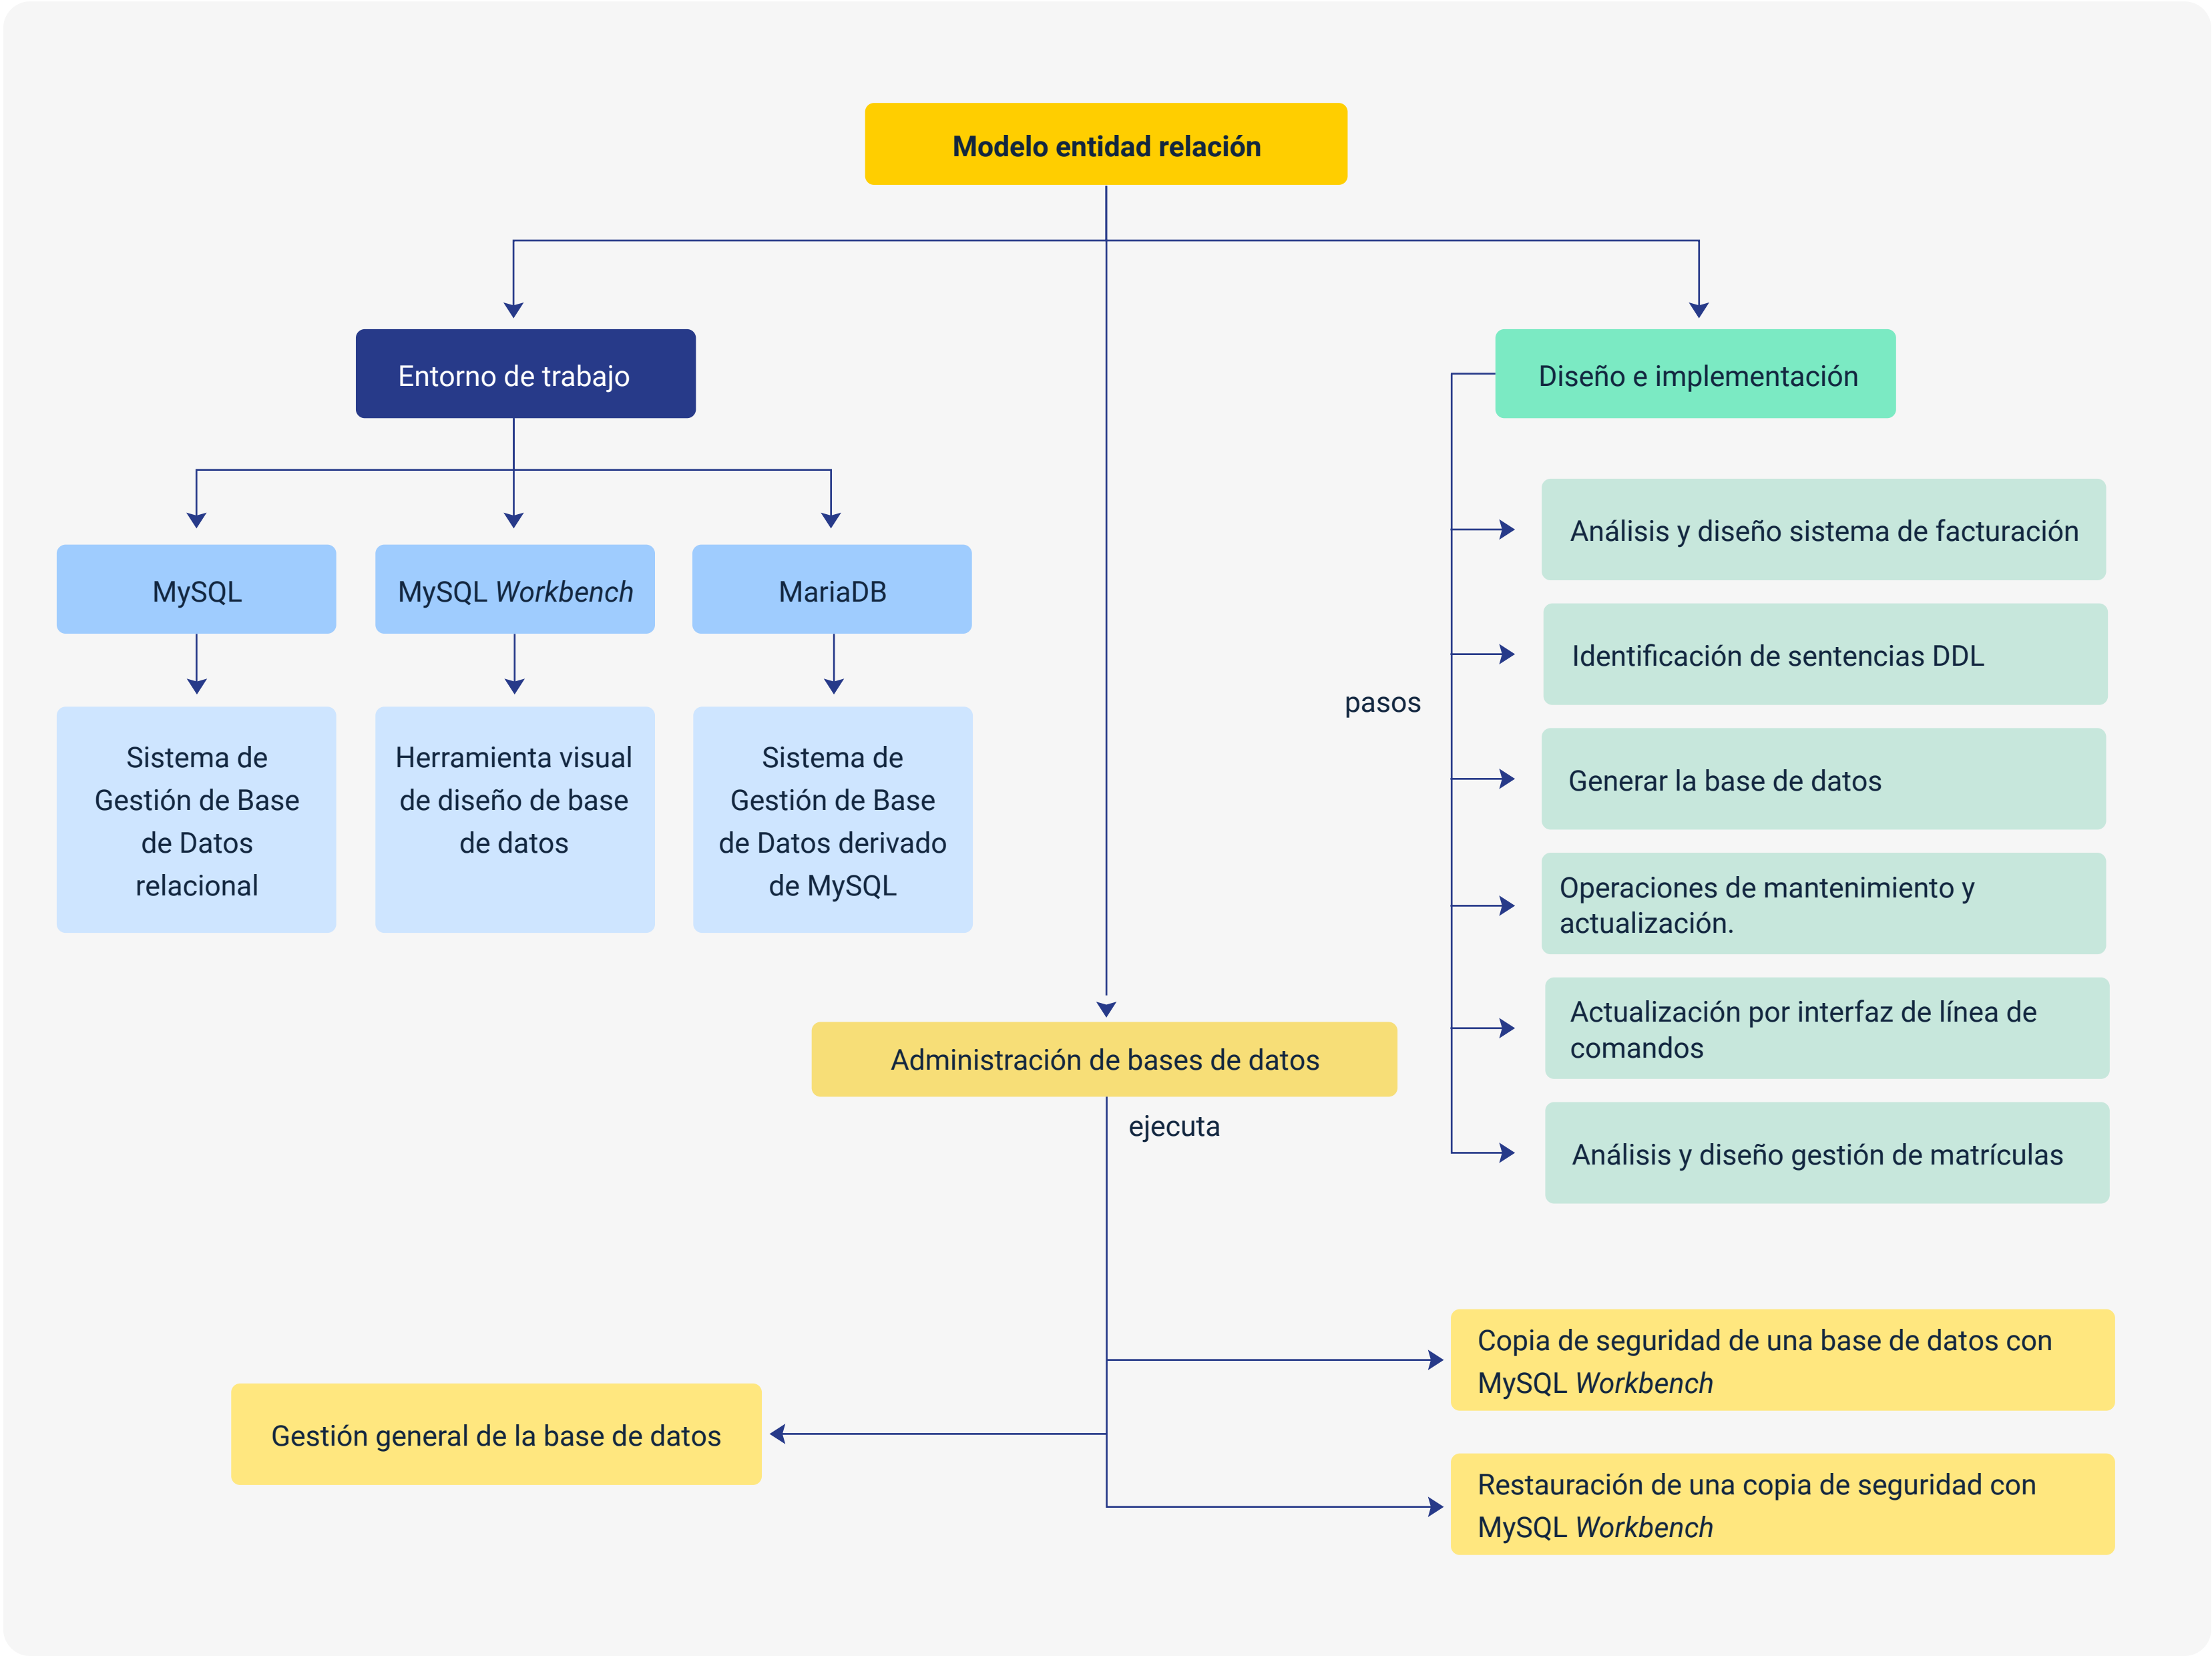 Modelo entidad relación
Entorno de trabajo
Diseño e implementación
MySQL
MySQL Workbench
MariaDB
Sistema de
Gestión de Base
de Datos
relacional
Herramienta visual
de diseño de base
de datos
Sistema de
Gestión de Base
de Datos derivado
de MySQL
pasos
Análisis y diseño sistema de facturación
Identificación de sentencias DDL
Generar la base de datos
Operaciones de mantenimiento y
actualización.
Actualización por interfaz de línea de
comandos
Análisis y diseño gestión de matrículas
Administración de bases de datos
ejecuta
Gestión general de la base de datos
Copia de seguridad de una base de datos con
MySQL Workbench
Restauración de una copia de seguridad con
MySQL Workbench